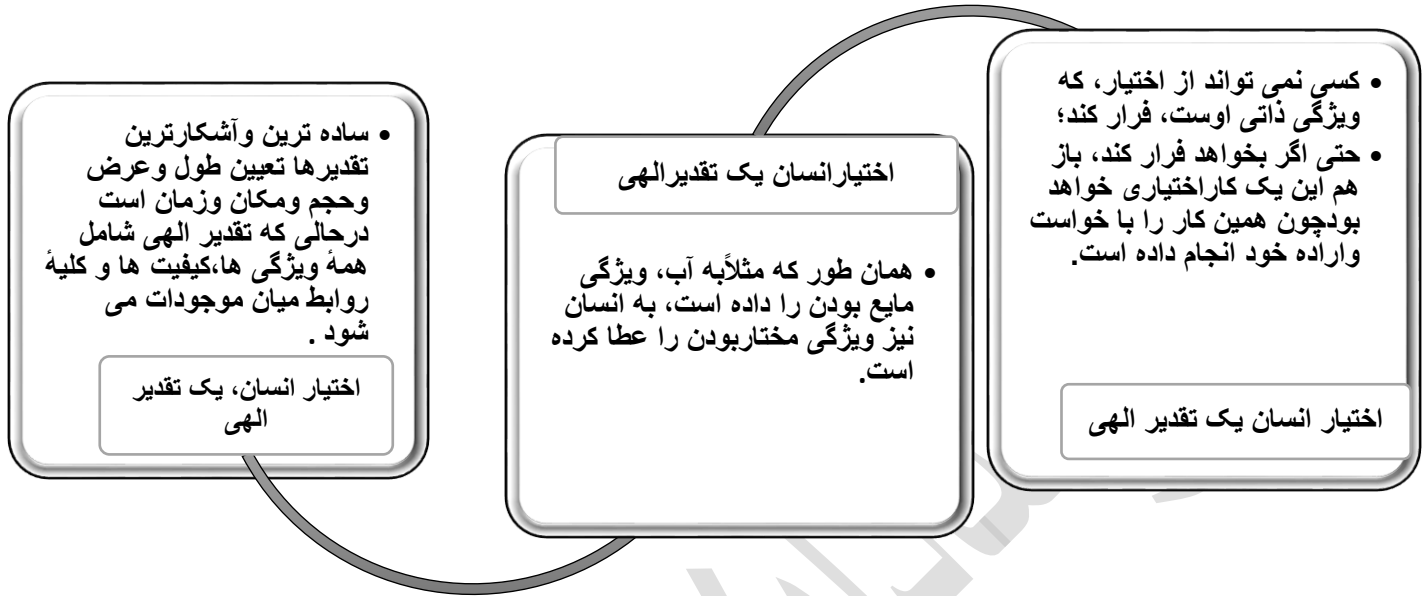 • کسی نمی تواند از اختیار، که
ویژگی ذاتی اوست، فرار کند؛
• حتی اگر بخواهد فرار کند، باز
هم این یک کاراختیاری خواهد
بودچون همین کار را با خواست
واراده خود انجام داده است.
اختیار انسان یک تقدیر الهی
اختیارانسان یک تقدیرالهی
• همان طور که مثلاًبه آب، ویژگی
مایع بودن را داده است، به انسان
نیز ویژگی مختاربودن را عطا کرده
است.
• ساده ترین وآشکارترین
تقدیرها تعیین طول وعرض
وحجم ومکان وزمان است
درحالی که تقدیر الهی شامل
همهٔ ویژگی ها،کیفیت ها و کلیهٔ
روابط میان موجودات می
شود .
اختیار انسان، یک تقدیر
الهی